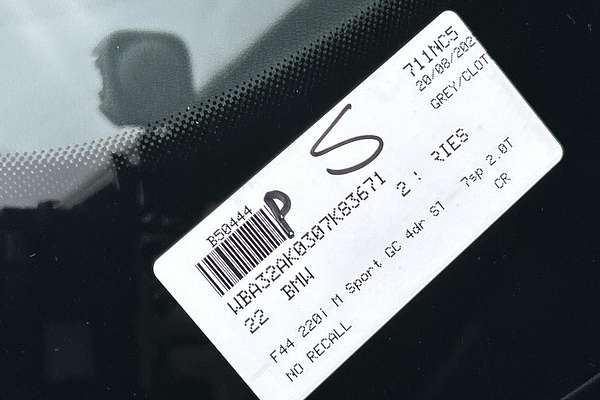 711NC5
20/08/202
GREY/CLOT
S
P
B50444
WBA32AK0307K83671
22 BMW 2 RIES
F44 220i M Sport GC 4dr ST 7sp 2.0T
NO RECALL CR